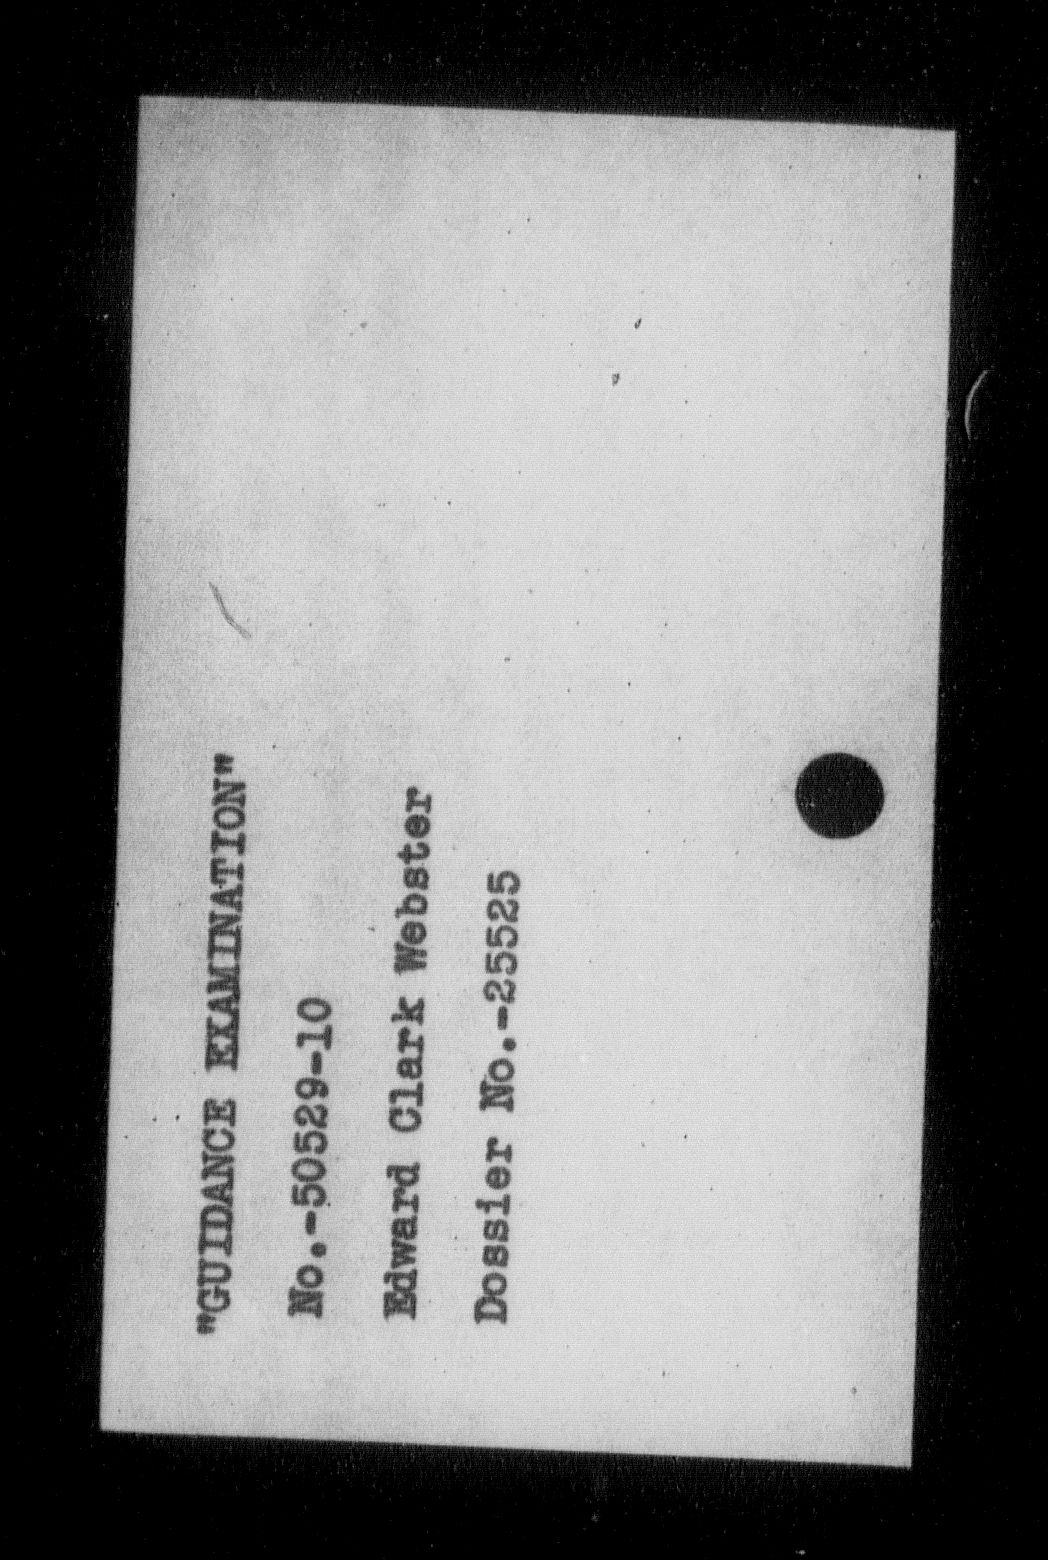 "GUIDANCE EXAMINATION"
No.-50529-10
Edward Clark Webster
Dossier No.-25525